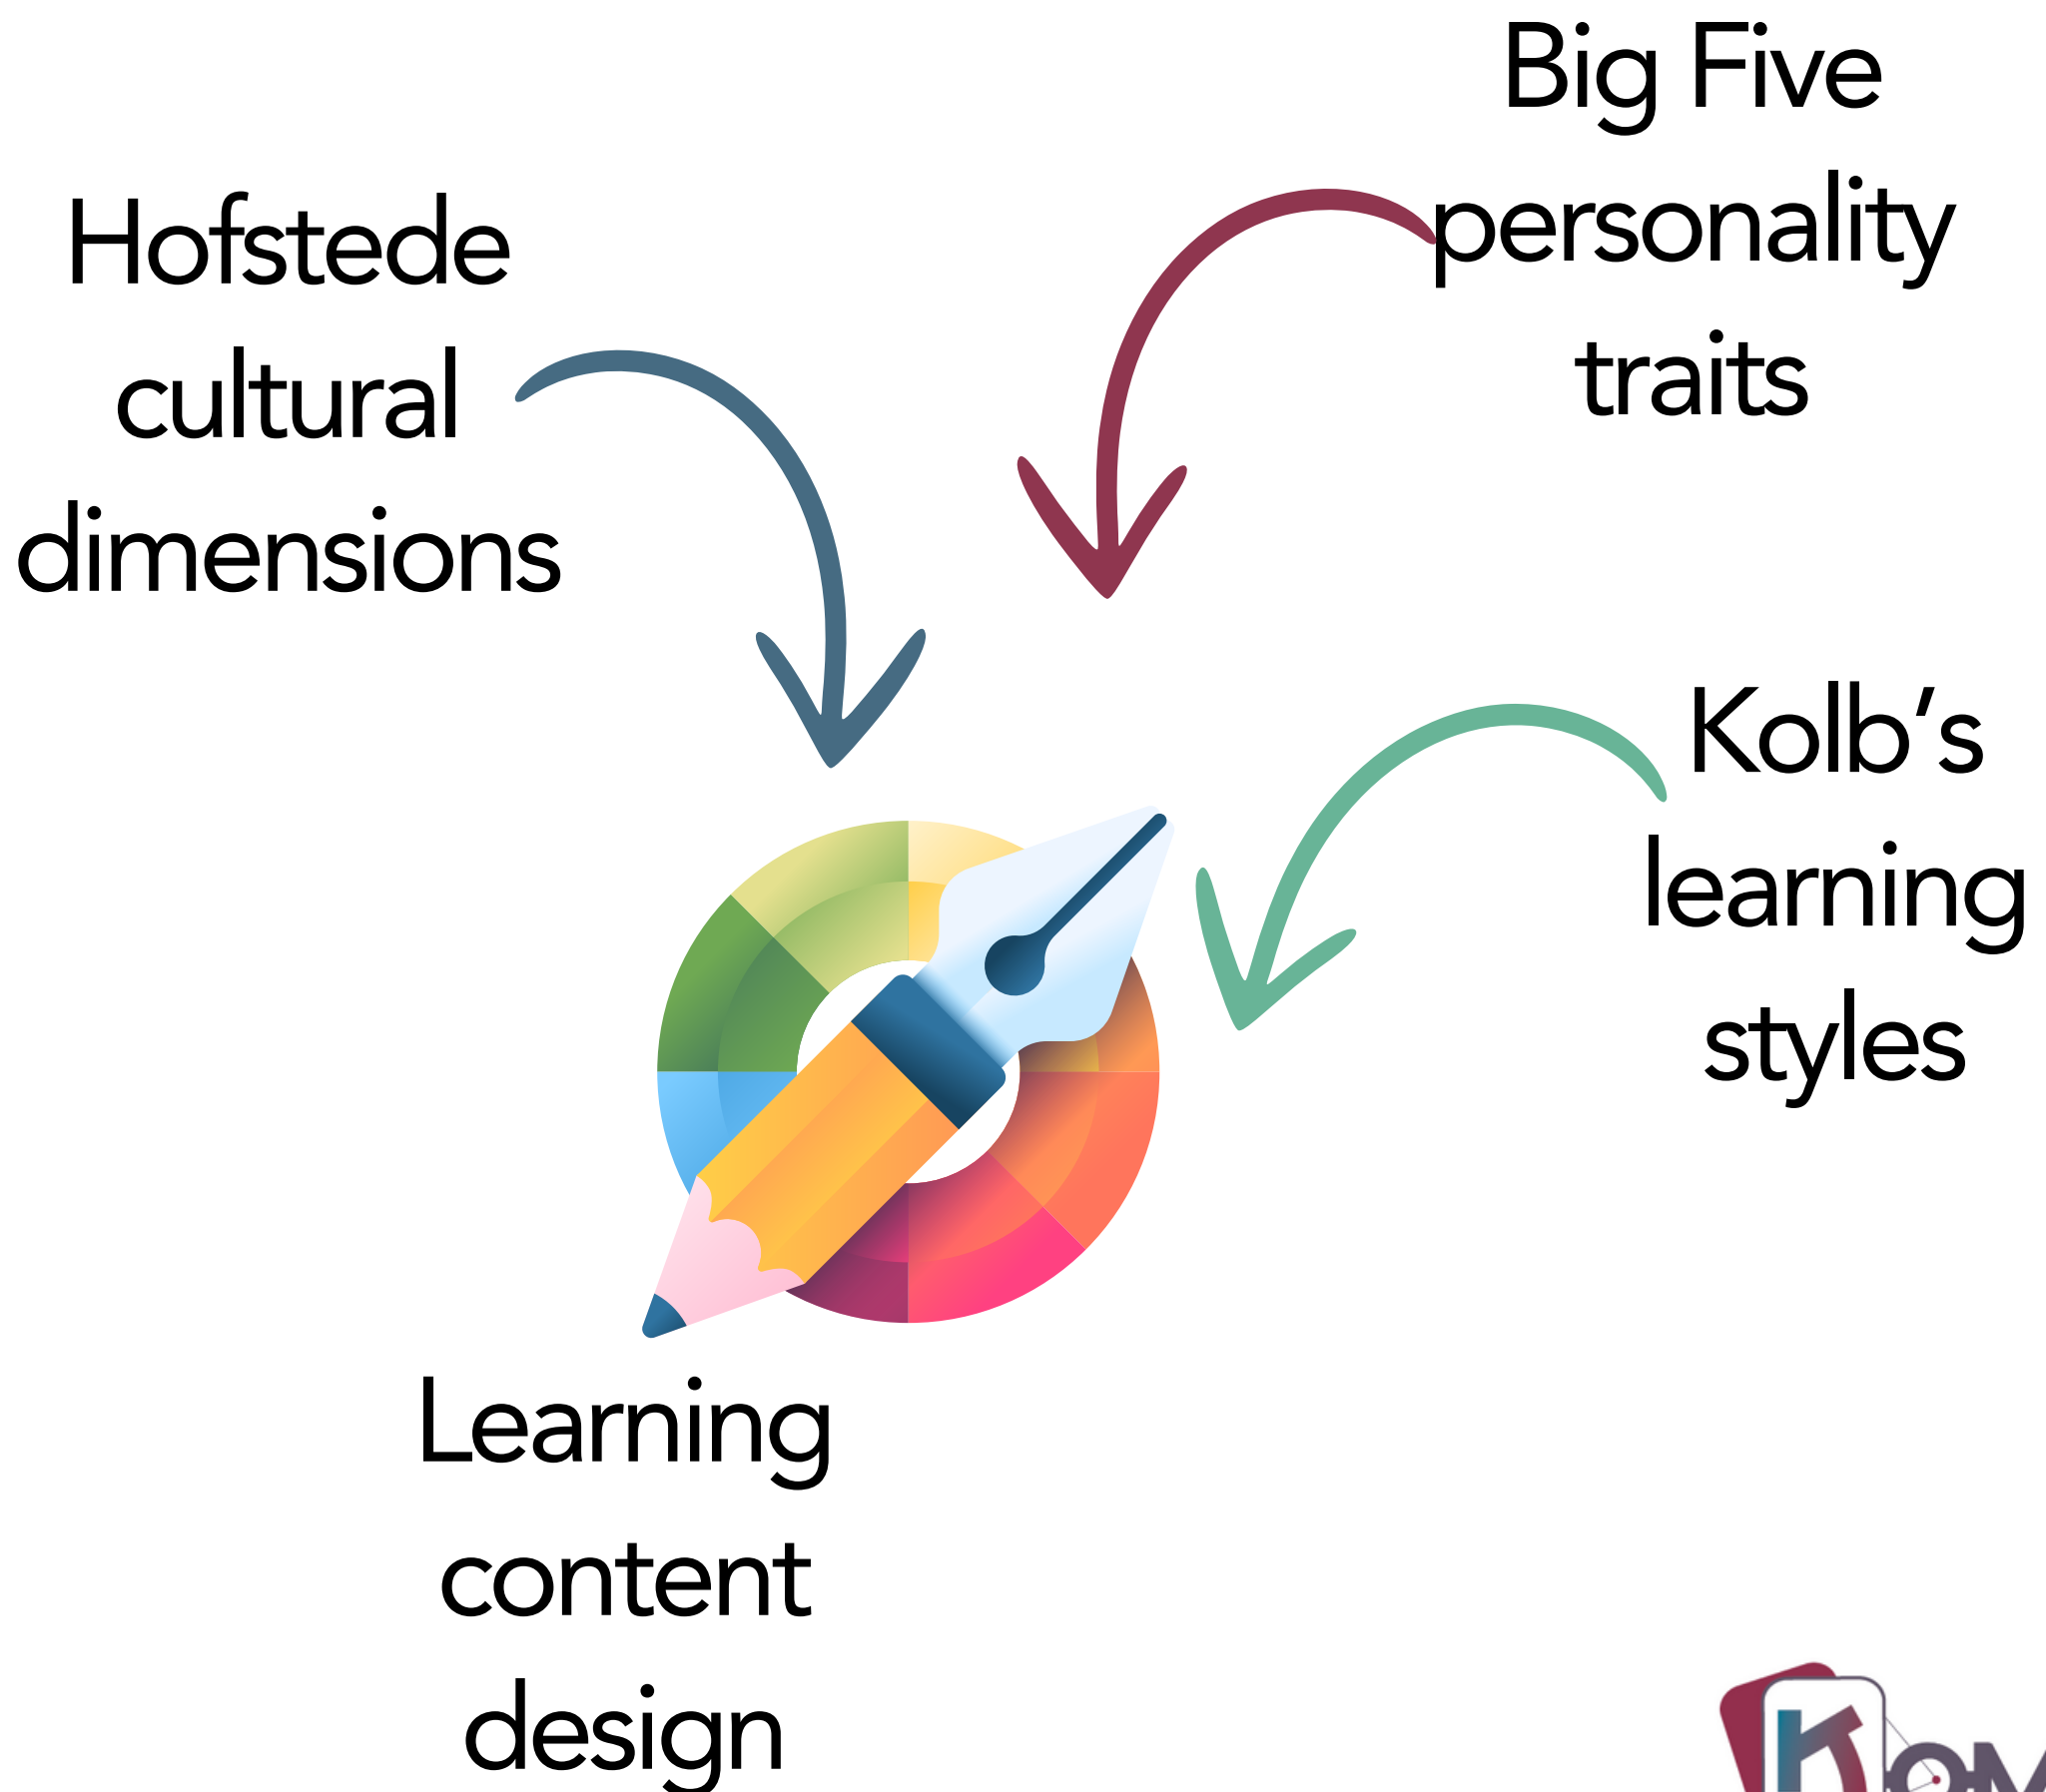 Hofstede
cultural
dimensions
Big Five
personality
traits
Kolb’s
learning
styles
Learning
content
design